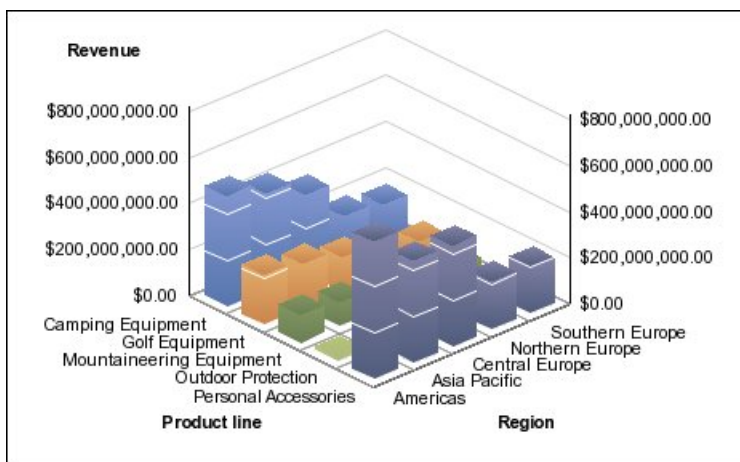 Revenue
$800,000,000.00
$600,000,000.00
$400,000,000.00
$200,000,000.00
$0.00
$800,000,000.00
$600,000,000.00
$400,000,000.00
$200,000,000.00
$0.00
Camping Equipment
Golf Equipment
Mountaineering Equipment
Outdoor Protection
Personal Accessories
Product line
Southern Europe
Northern Europe
Central Europe
Asia Pacific
Americas
Region